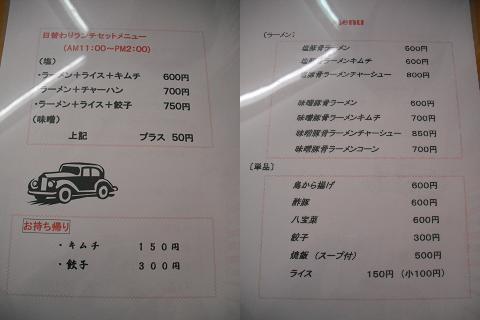 日替わりランチセットメニュー
(AM11:00~PM2:00)
(塩)
・ラーメン+ライス+キムチ 600円
ラーメン+チャーハン 700円
・ラーメン+ライス+餃子 750円
(味噌)
上記 プラス 50円
お持ち帰り
・キムチ 150円
・餃子 300円
Menu
[ラーメン]
塩豚骨ラーメン 500円
塩豚骨ラーメンキムチ 600円
塩豚骨ラーメンチャーシュー 800円
味噌豚骨ラーメン 600円
味噌豚骨ラーメンキムチ 700円
味噌豚骨ラーメンチャーシュー 850円
味噌豚骨ラーメンコーン 700円
[単品]
鳥から揚げ 600円
酢豚 600円
八宝菜 600円
餃子 300円
焼飯(スープ付) 500円
ライス 150円(小100円)